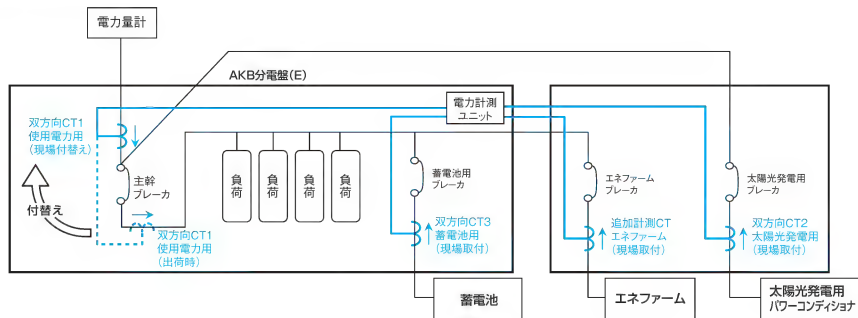 電力量計
AKB分電盤(E)
電力計測
ユニット
双方向CT1
使用電力用
(現場付替え)
主幹
ブレーカ
付替え
双方向CT1
使用電力用
(出荷時)
負荷
負荷
負荷
負荷
蓄電池用
ブレーカ
双方向CT3
蓄電池用
(現場取付)
エネファーム
ブレーカ
追加計測CT
エネファーム
(現場取付)
太陽光発電用
ブレーカ
双方向CT2
太陽光発電用
(現場取付)
蓄電池
エネファーム
太陽光発電用
パワーコンディショナ